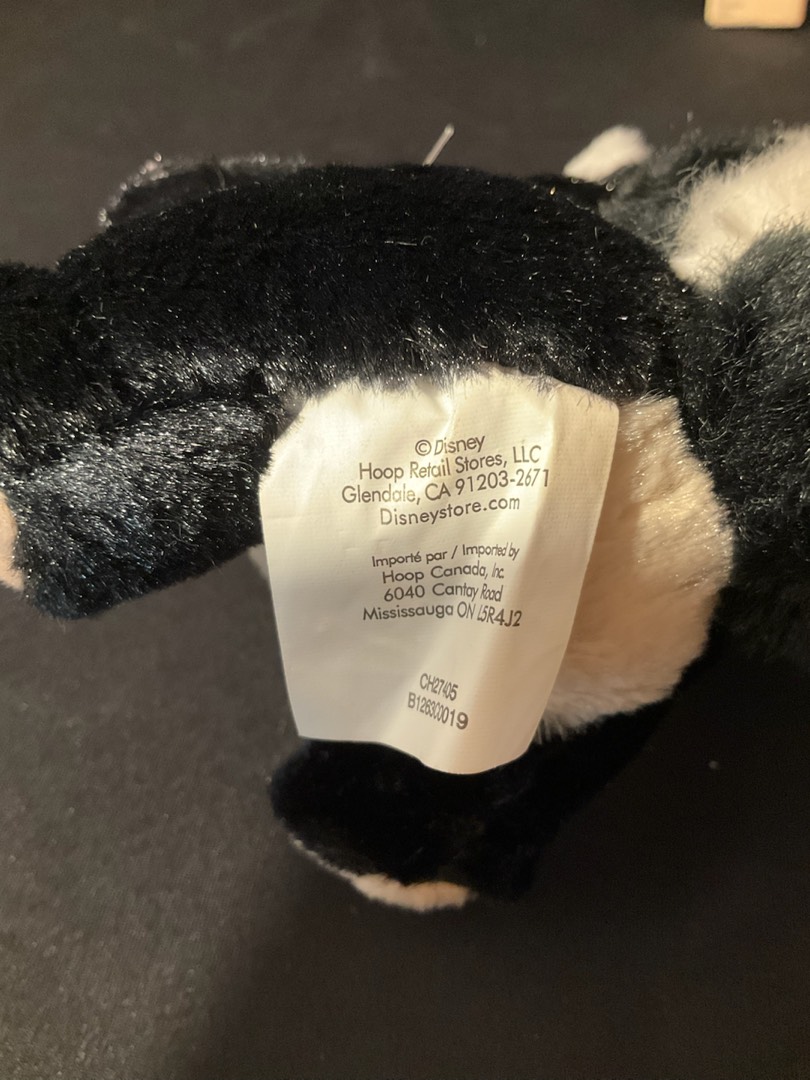 © Disney
Hoop Retail Stores, LLC
Glendale, CA 91203-2671
Disneystore.com
Importé par / Imported by
Hoop Canada, Inc.
6040 Cantay Road
Mississauga ON L5R4J2
CH27405